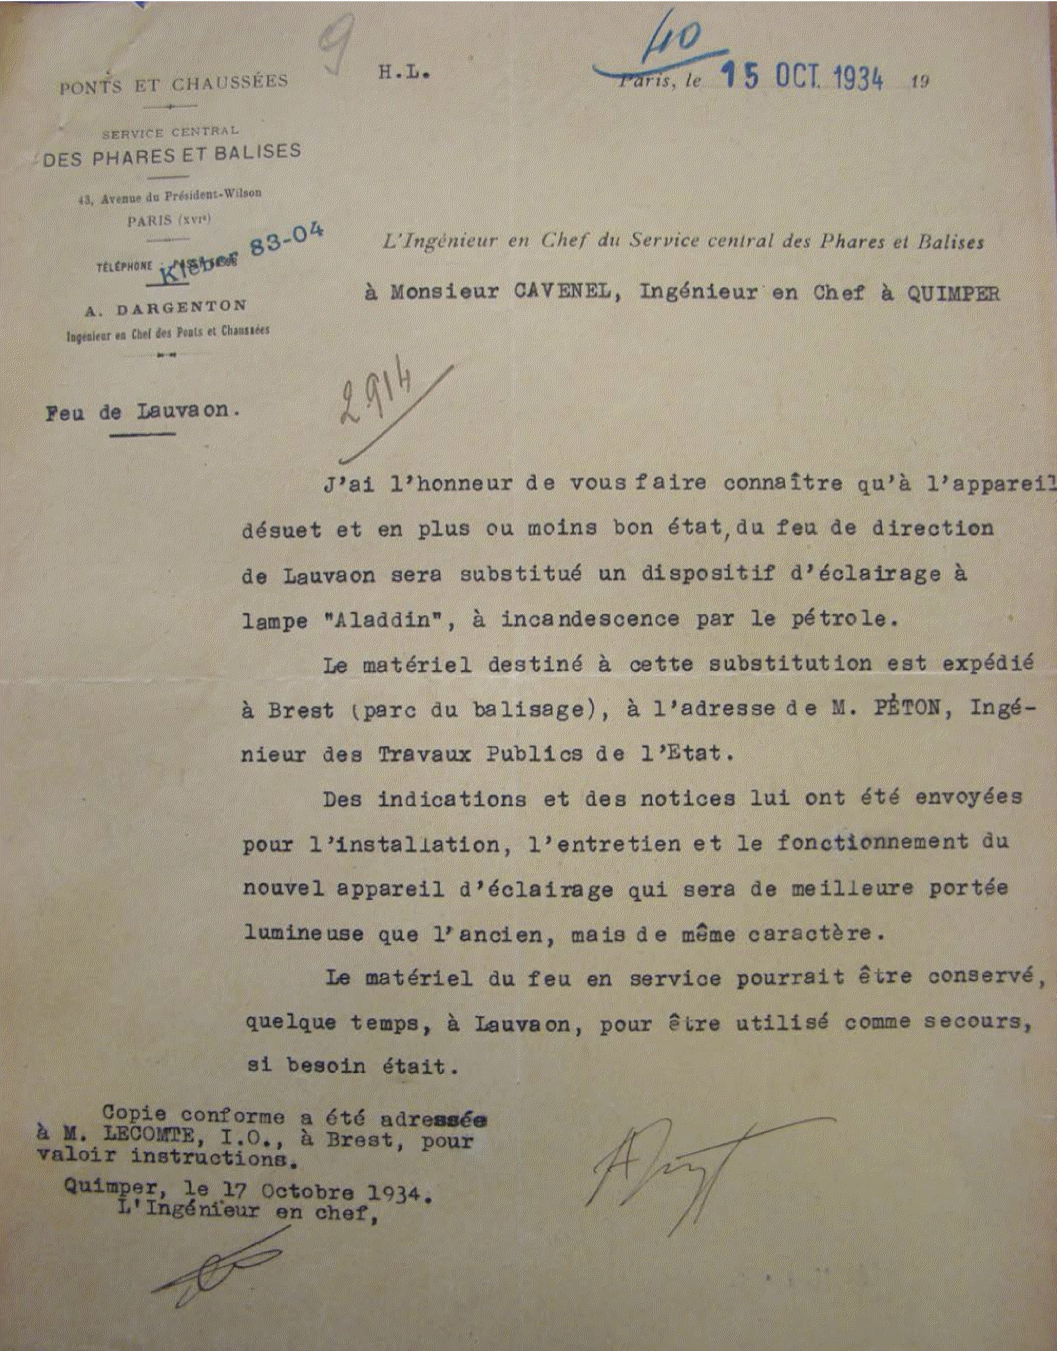 9
H.L.
40
Paris, le 15 OCT. 1934 19
PONTS ET CHAUSSÉES
SERVICE CENTRAL
DES PHARES ET BALISES
43, Avenue du Président-Wilson
PARIS (XVIe)
TÉLÉPHONE : Kléber 83-04
A. DARGENTON
Ingénieur en Chef des Ponts et Chaussées
L'Ingénieur en Chef du Service central des Phares et Balises
à Monsieur CAVENEL, Ingénieur en Chef à QUIMPER
2914
Feu de Lauvaon.
J'ai l'honneur de vous faire connaître qu'à l'appareil
désuet et en plus ou moins bon état, du feu de direction
de Lauvaon sera substitué un dispositif d'éclairage à
lampe "Aladdin", à incandescence par le pétrole.
Le matériel destiné à cette substitution est expédié
à Brest (parc du balisage), à l'adresse de M. PÉTON, Ingé-
nieur des Travaux Publics de l'Etat.
Des indications et des notices lui ont été envoyées
pour l'installation, l'entretien et le fonctionnement du
nouvel appareil d'éclairage qui sera de meilleure portée
lumineuse que l'ancien, mais de même caractère.
Le matériel du feu en service pourrait être conservé,
quelque temps, à Lauvaon, pour être utilisé comme secours,
si besoin était.
Copie conforme a été adressée
à M. LECOMTE, I.O., à Brest, pour
valoir instructions.
Quimper, le 17 Octobre 1934.
L'Ingénieur en chef,